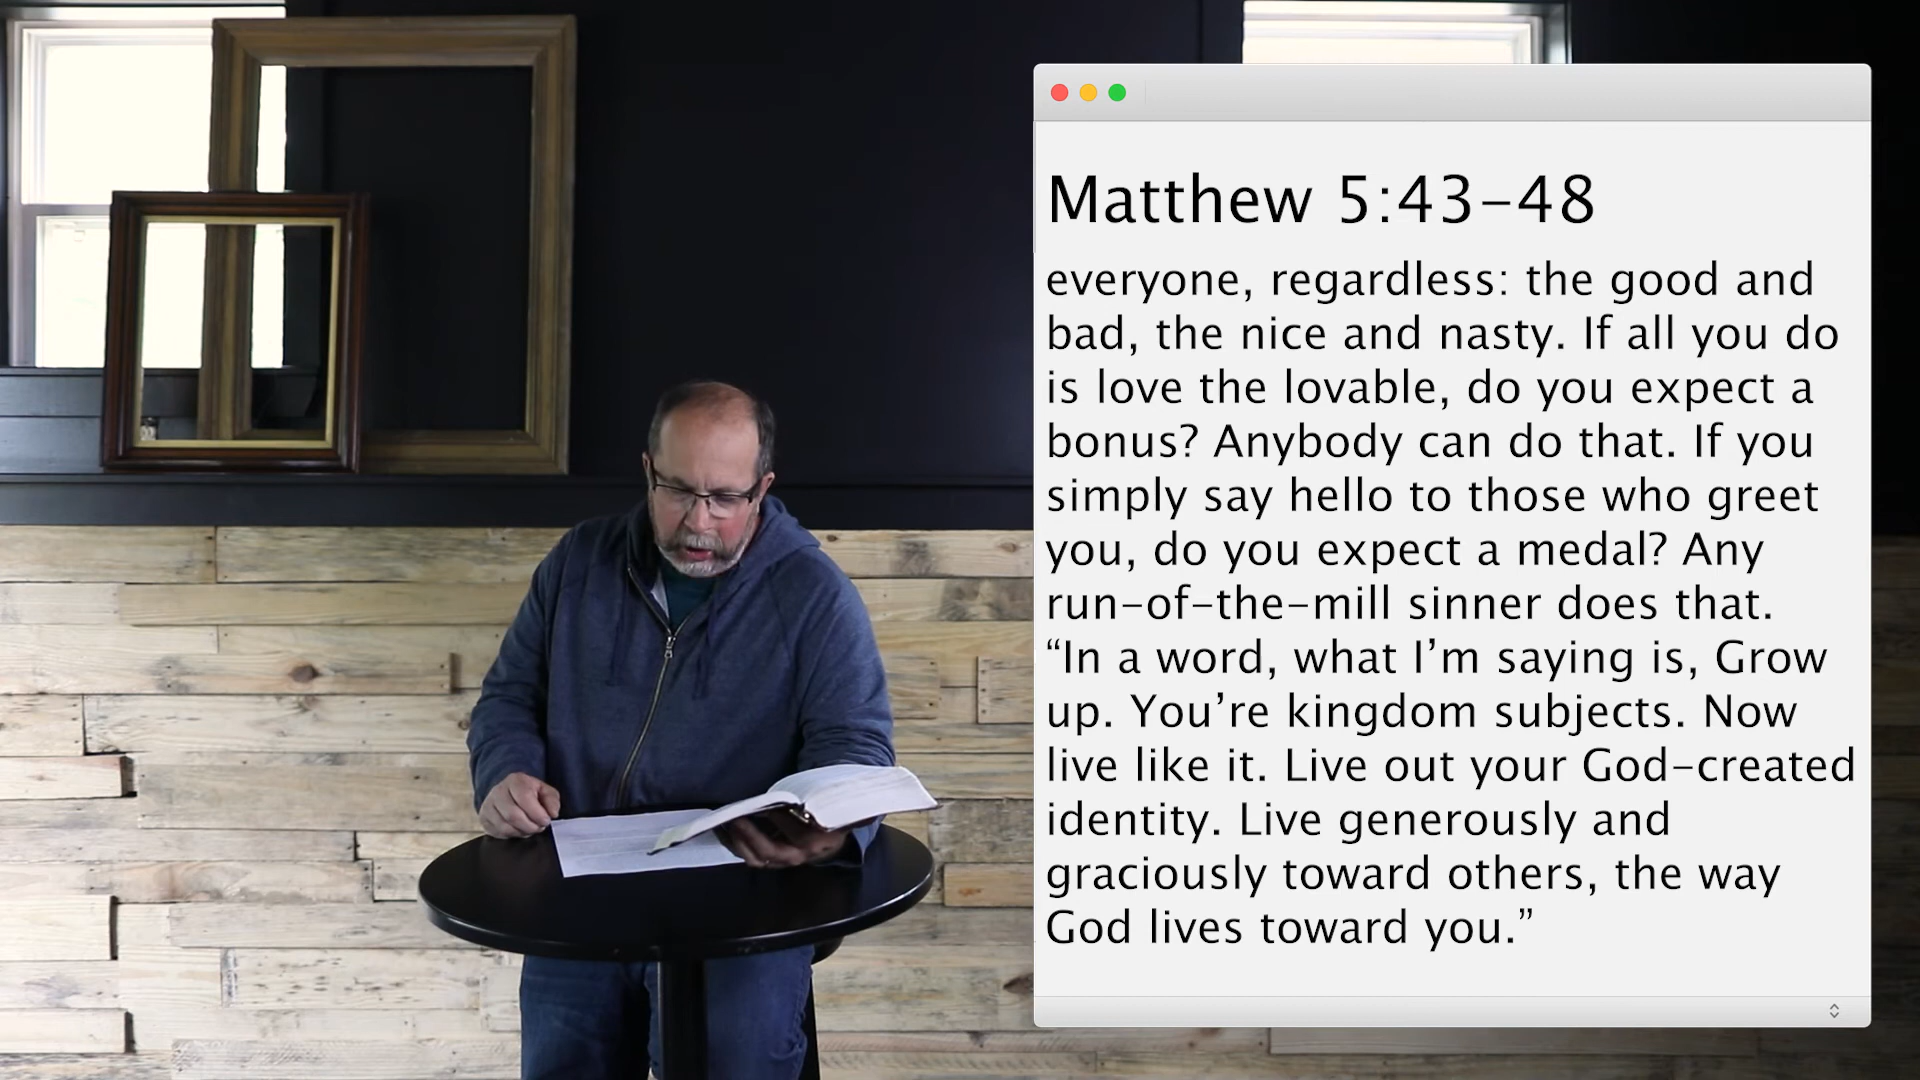 Matthew 5:43-48
everyone, regardless: the good and
bad, the nice and nasty. If all you do
is love the lovable, do you expect a
bonus? Anybody can do that. If you
simply say hello to those who greet
you, do you expect a medal? Any
run-of-the-mill sinner does that.
“In a word, what I’m saying is, Grow
up. You’re kingdom subjects. Now
live like it. Live out your God-created
identity. Live generously and
graciously toward others, the way
God lives toward you.”